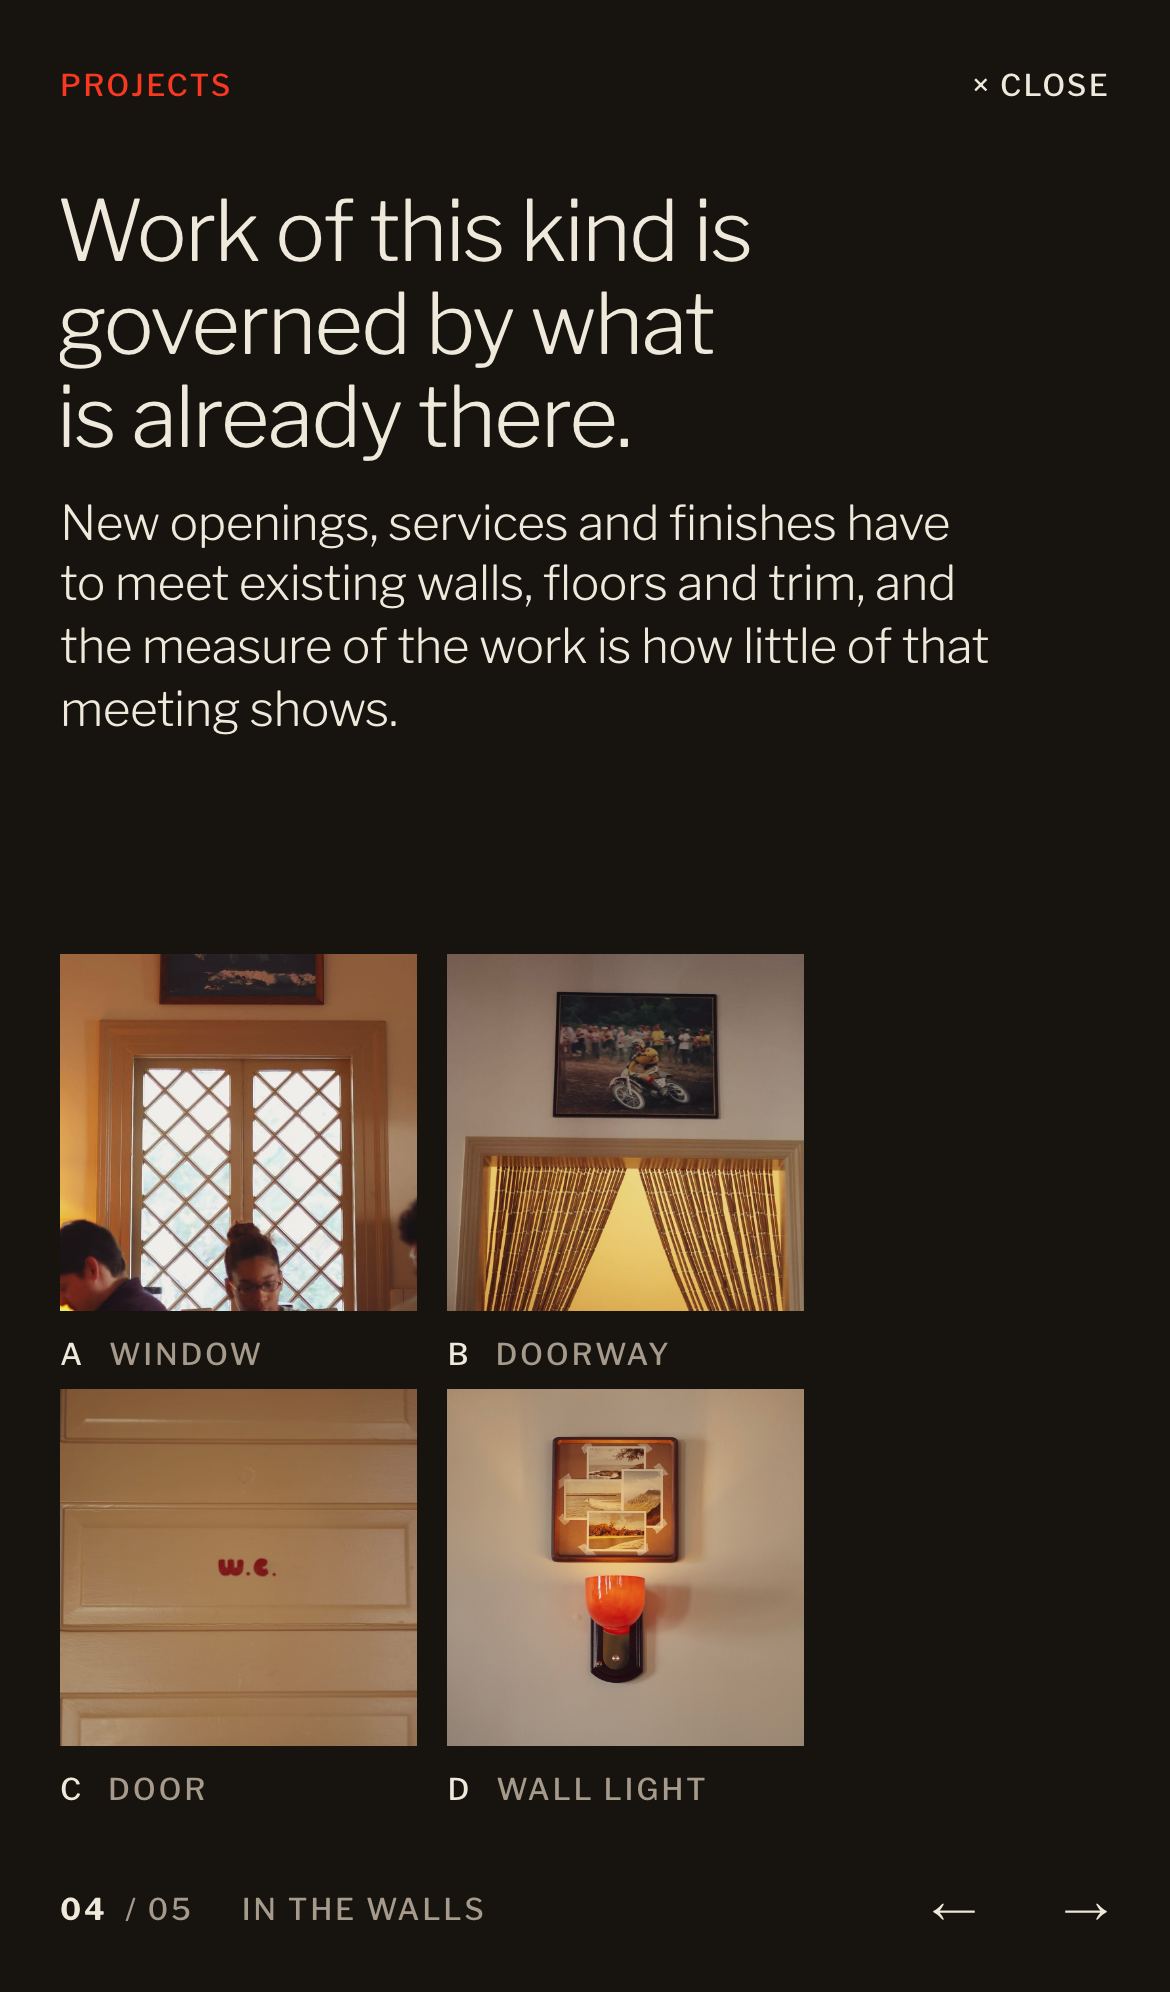 PROJECTS
× CLOSE
Work of this kind is
governed by what
is already there.
New openings, services and finishes have
to meet existing walls, floors and trim, and
the measure of the work is how little of that
meeting shows.
A WINDOW
B DOORWAY
w.c.
C DOOR
D WALL LIGHT
04 / 05 IN THE WALLS
← →